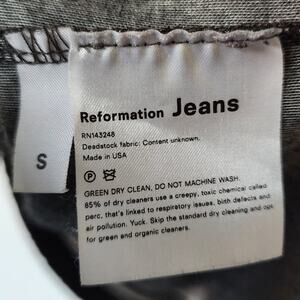 Reformation Jeans
RN143248
Deadstock fabric: Content unknown.
Made in USA
S
GREEN DRY CLEAN, DO NOT MACHINE WASH.
85% of dry cleaners use a creepy, toxic chemical called
perc, that's linked to respiratory issues, birth defects and
air pollution. Yuck. Skip the standard dry cleaning and opt
for green and organic cleaners.